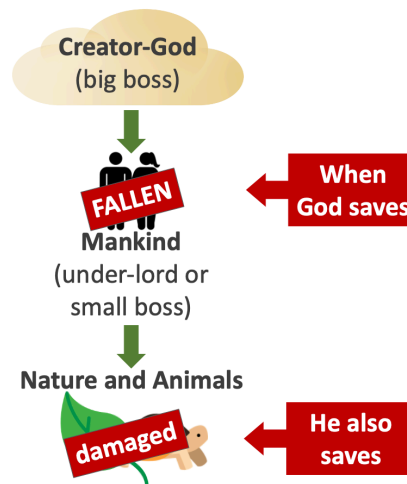 Creator-God
(big boss)
FALLEN
When
God saves
Mankind
(under-lord or
small boss)
Nature and Animals
damaged
He also
saves